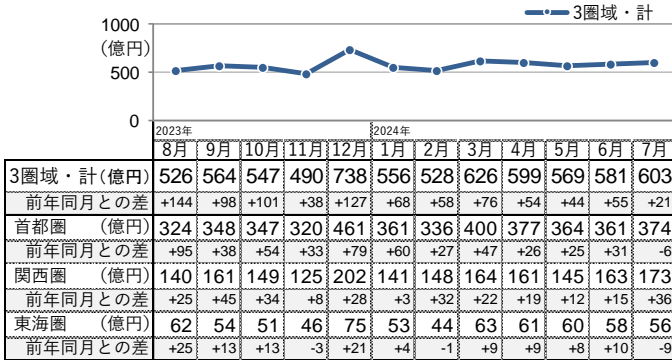 3圏域・計
1000
(億円)
500
0
2023年 2024年
8月 9月 10月 11月 12月 1月 2月 3月 4月 5月 6月 7月
3圏域・計(億円) 526 564 547 490 738 556 528 626 599 569 581 603
前年同月との差 +144 +98 +101 +38 +127 +68 +58 +76 +54 +44 +55 +21
首都圏 (億円) 324 348 347 320 461 361 336 400 377 364 361 374
前年同月との差 +95 +38 +54 +33 +79 +60 +27 +47 +26 +25 +31 -6
関西圏 (億円) 140 161 149 125 202 141 148 164 161 145 163 173
前年同月との差 +25 +45 +34 +8 +28 +3 +32 +22 +19 +12 +15 +36
東海圏 (億円) 62 54 51 46 75 53 44 63 61 60 58 56
前年同月との差 +25 +13 +13 -3 +21 +4 -1 +9 +9 +8 +10 -9